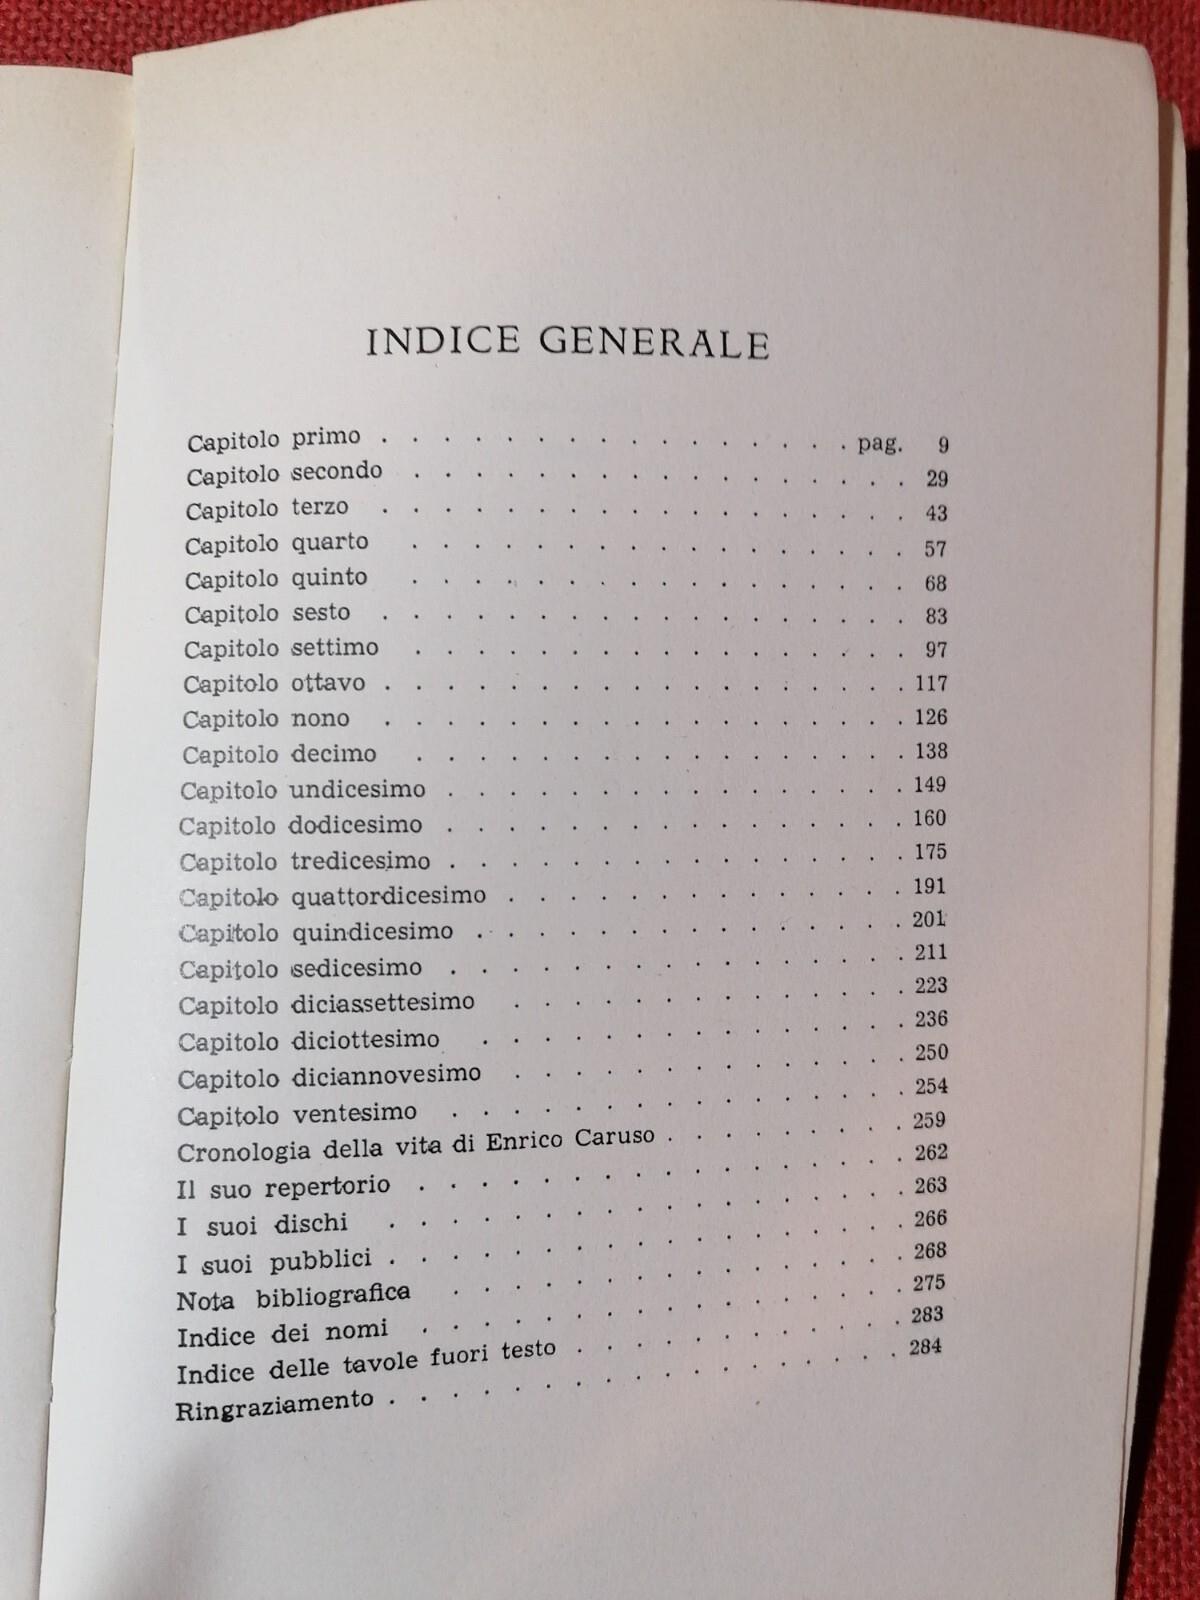 INDICE GENERALE
Capitolo primo . . . . . . . . . . . . . . . pag. 9
Capitolo secondo . . . . . . . . . . . . . . . . 29
Capitolo terzo . . . . . . . . . . . . . . . . . 43
Capitolo quarto . . . . . . . . . . . . . . . . 57
Capitolo quinto . . . . . . . . . . . . . . . . 68
Capitolo sesto . . . . . . . . . . . . . . . . . 83
Capitolo settimo . . . . . . . . . . . . . . . . 97
Capitolo ottavo . . . . . . . . . . . . . . . . . 117
Capitolo nono . . . . . . . . . . . . . . . . . 126
Capitolo decimo . . . . . . . . . . . . . . . . 138
Capitolo undicesimo . . . . . . . . . . . . . . . 149
Capitolo dodicesimo . . . . . . . . . . . . . . . 160
Capitolo tredicesimo . . . . . . . . . . . . . . . 175
Capitolo quattordicesimo . . . . . . . . . . . . . 191
Capitolo quindicesimo . . . . . . . . . . . . . . 201
Capitolo sedicesimo . . . . . . . . . . . . . . . 211
Capitolo diciassettesimo . . . . . . . . . . . . . 223
Capitolo diciottesimo . . . . . . . . . . . . . . 236
Capitolo diciannovesimo . . . . . . . . . . . . . 250
Capitolo ventesimo . . . . . . . . . . . . . . . 254
Cronologia della vita di Enrico Caruso . . . . . . . . 259
Il suo repertorio . . . . . . . . . . . . . . . . 262
I suoi dischi . . . . . . . . . . . . . . . . . 263
I suoi pubblici . . . . . . . . . . . . . . . . . 266
Nota bibliografica . . . . . . . . . . . . . . . 268
Indice dei nomi . . . . . . . . . . . . . . . . 275
Indice delle tavole fuori testo . . . . . . . . . . . 283
Ringraziamento . . . . . . . . . . . . . . . . . 284